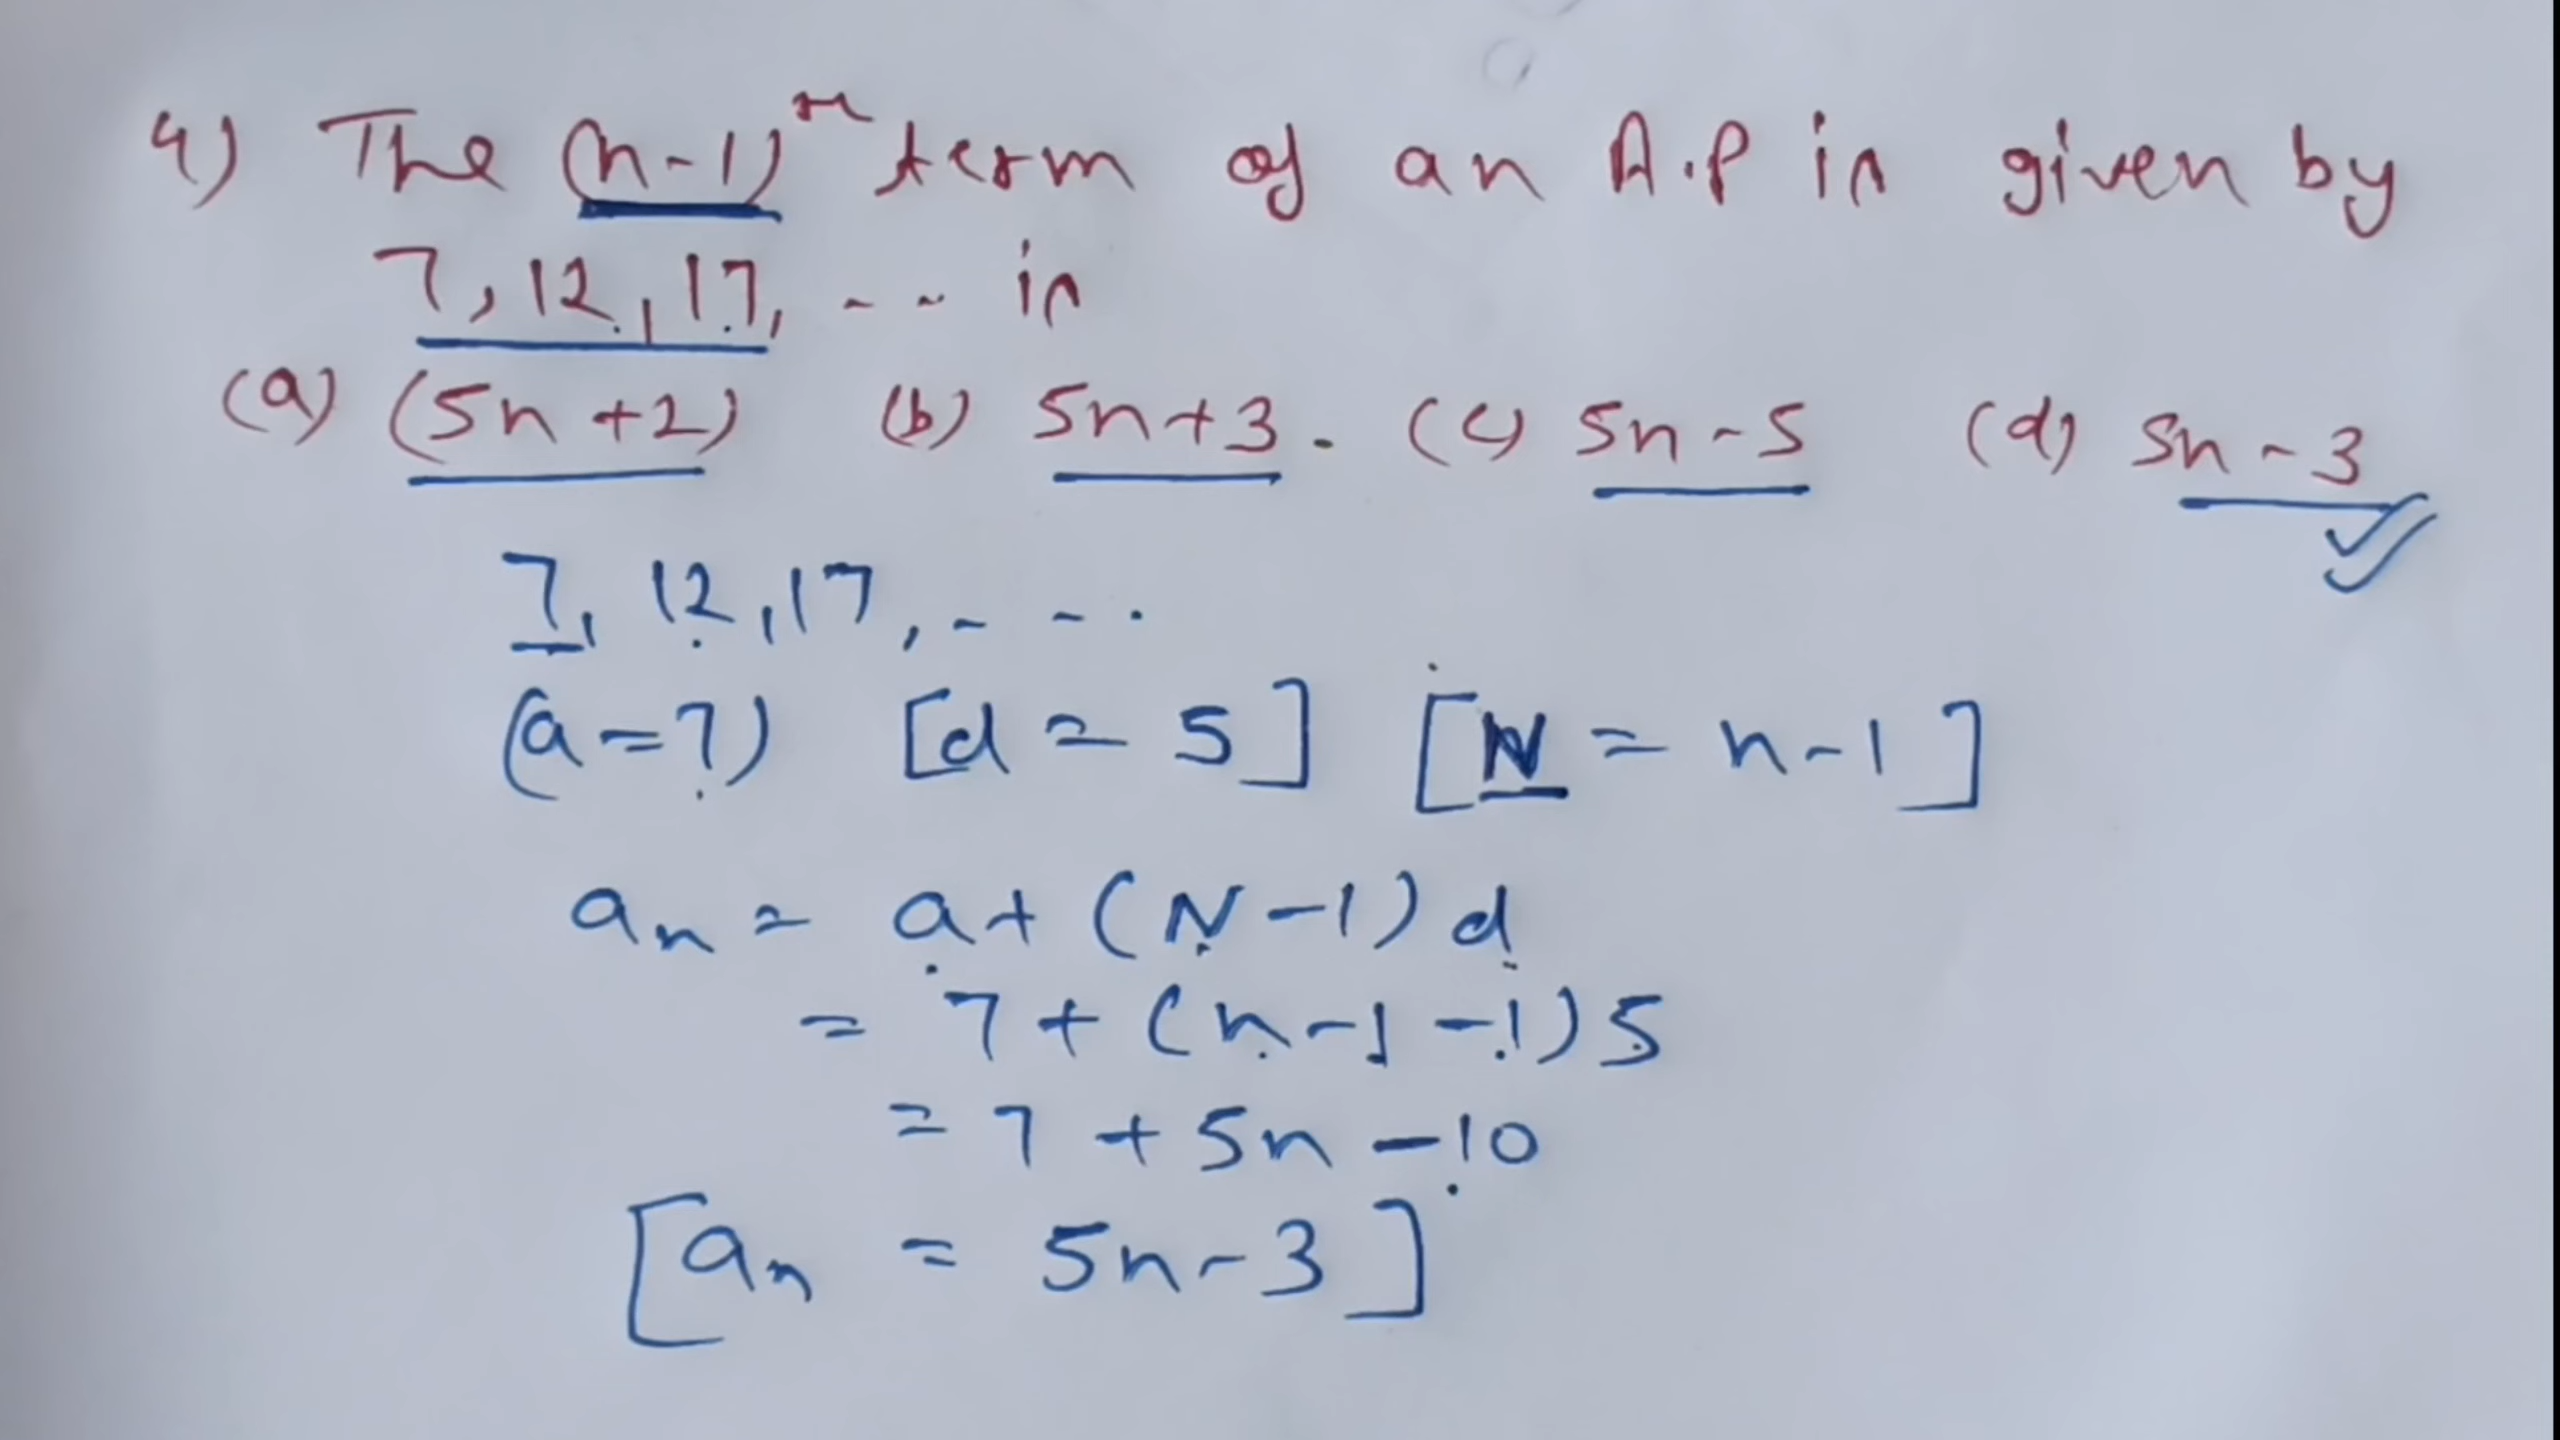 4) The (n-1)th term of an A.P is given by
7, 12, 17, - - is
(a) (5n+2) (b) 5n+3. (c) 5n-5 (d) 5n-3
7, 12, 17, - - .
(a=7) [d=5] [N=n-1]
an = a+(N-1)d
= 7+(n-1-1)5
= 7+5n-10
[an = 5n-3]